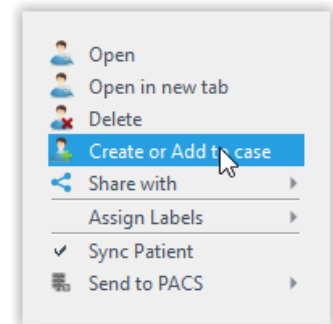 Open
Open in new tab
Delete
Create or Add to case
Share with
Assign Labels
Sync Patient
Send to PACS